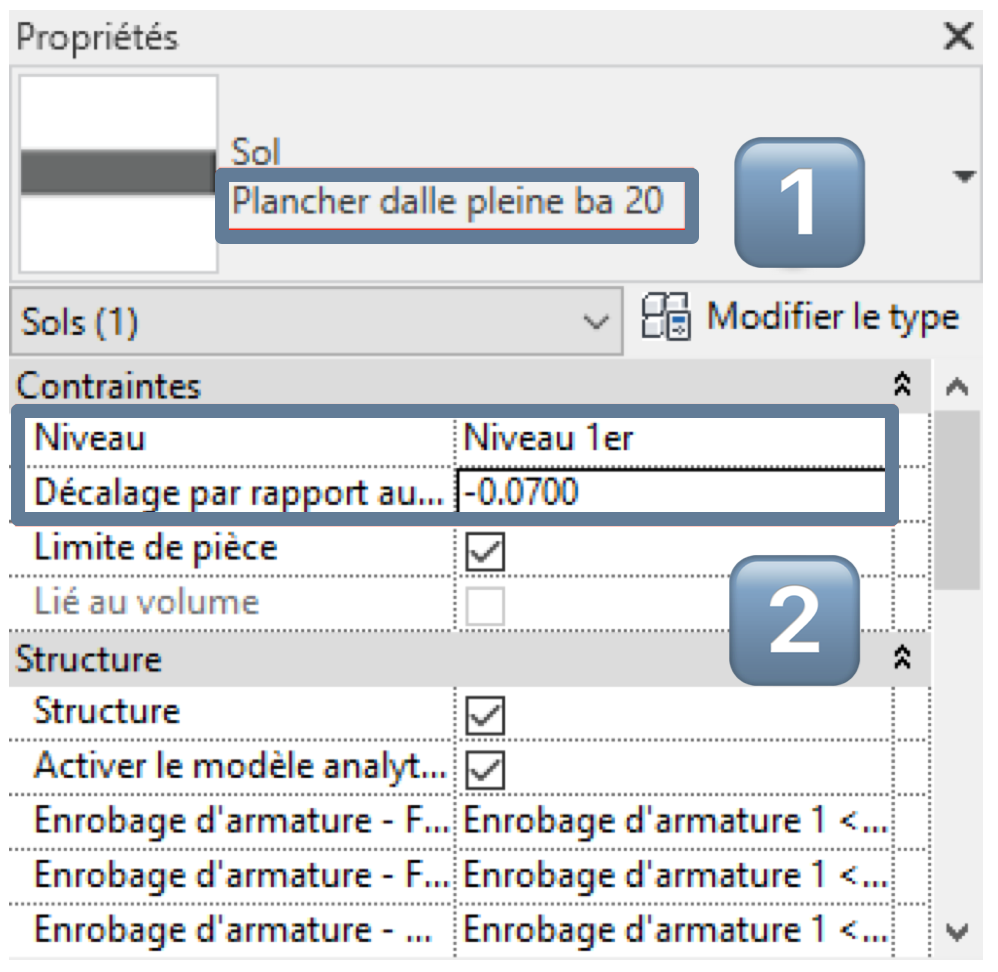 Propriétés
Sol
Plancher dalle pleine ba 20
1
Sols (1)
Modifier le type
Contraintes
Niveau Niveau 1er
Décalage par rapport au... -0.0700
Limite de pièce
Lié au volume
2
Structure
Structure
Activer le modèle analyt...
Enrobage d'armature - F... Enrobage d'armature 1 <...
Enrobage d'armature - F... Enrobage d'armature 1 <...
Enrobage d'armature - ... Enrobage d'armature 1 <...